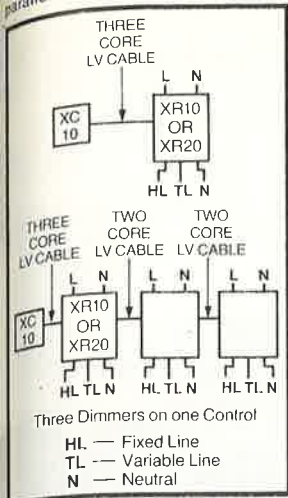 THREE
CORE
LV CABLE
L N
XC
10
XR10
OR
XR20
HL TL N
THREE
CORE
LV CABLE
TWO
CORE
LV CABLE
TWO
CORE
LV CABLE
L N
L N
L N
XC
10
XR10
OR
XR20
HL TL N
HL TL N
HL TL N
Three Dimmers on one Control
HL — Fixed Line
TL — Variable Line
N — Neutral